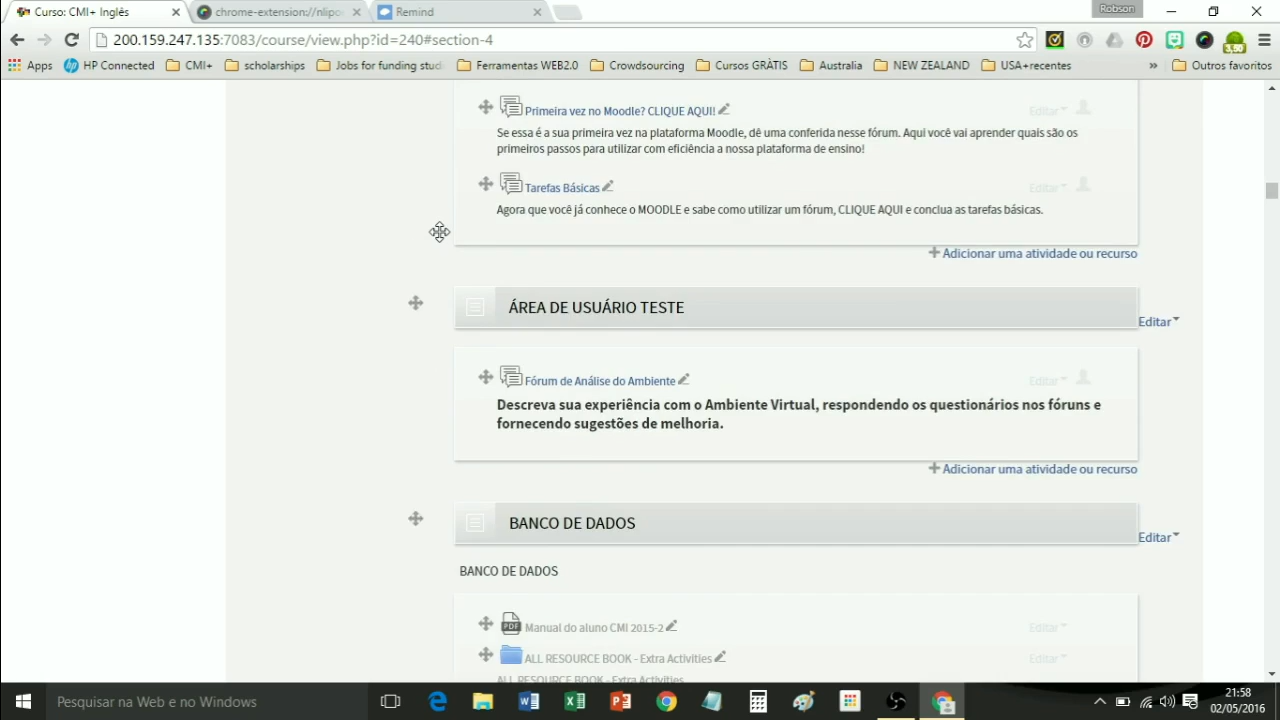 Curso: CMI+ Inglês
chrome-extension://nlipo
Remind
Robson
200.159.247.135:7083/course/view.php?id=240#section-4
3.50
Apps
HP Connected
CMI+
scholarships
Jobs for funding stud
Ferramentas WEB2.0
Crowdsourcing
Cursos GRÁTIS
Australia
NEW ZEALAND
USA+recentes
»
Outros favoritos
Primeira vez no Moodle? CLIQUE AQUI!
Editar
Se essa é a sua primeira vez na plataforma Moodle, dê uma conferida nesse fórum. Aqui você vai aprender quais são os
primeiros passos para utilizar com eficiência a nossa plataforma de ensino!
Tarefas Básicas
Editar
Agora que você já conhece o MOODLE e sabe como utilizar um fórum, CLIQUE AQUI e conclua as tarefas básicas.
Adicionar uma atividade ou recurso
ÁREA DE USUÁRIO TESTE
Editar
Fórum de Análise do Ambiente
Editar
Descreva sua experiência com o Ambiente Virtual, respondendo os questionários nos fóruns e
fornecendo sugestões de melhoria.
Adicionar uma atividade ou recurso
BANCO DE DADOS
Editar
BANCO DE DADOS
PDF
Manual do aluno CMI 2015-2
Editar
ALL RESOURCE BOOK - Extra Activities
Editar
ALL RESOURCE BOOK - Extra Activities
Pesquisar na Web e no Windows
21:58
02/05/2016